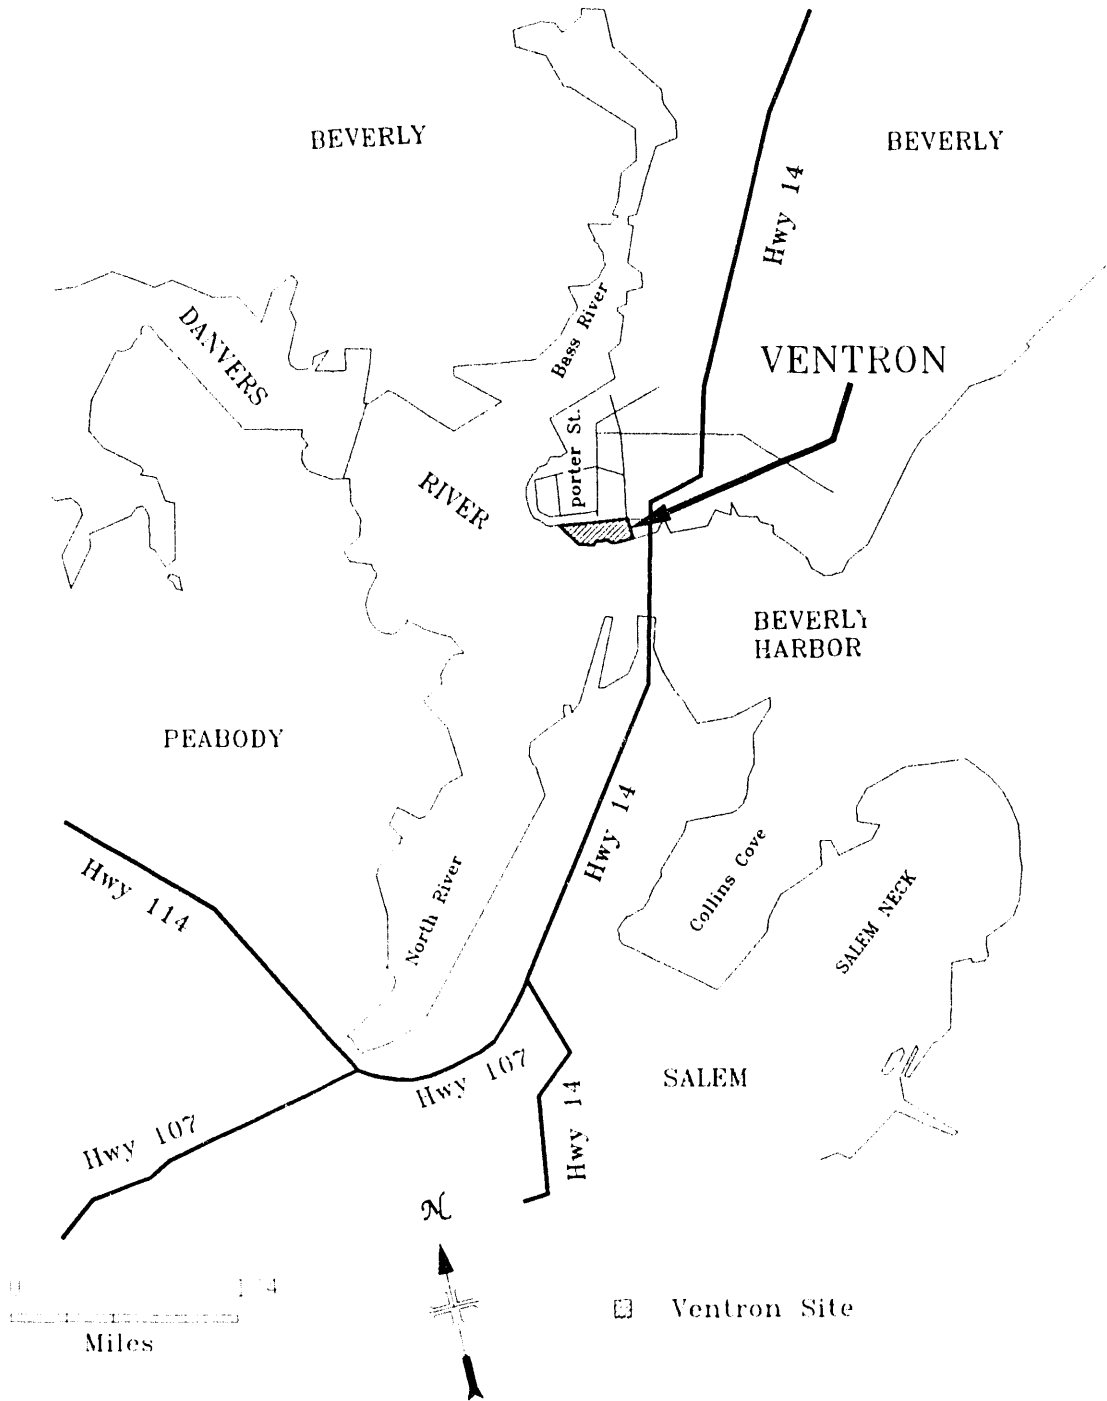 BEVERLY
BEVERLY
Hwy 14
Bass River
DANVERS
VENTRON
porter St.
RIVER
BEVERLY
HARBOR
PEABODY
Hwy 14
Collins Cove
Hwy 114
North River
SALEM NECK
Hwy 107
SALEM
Hwy 14
Hwy 107
N
0
Miles
Ventron Site